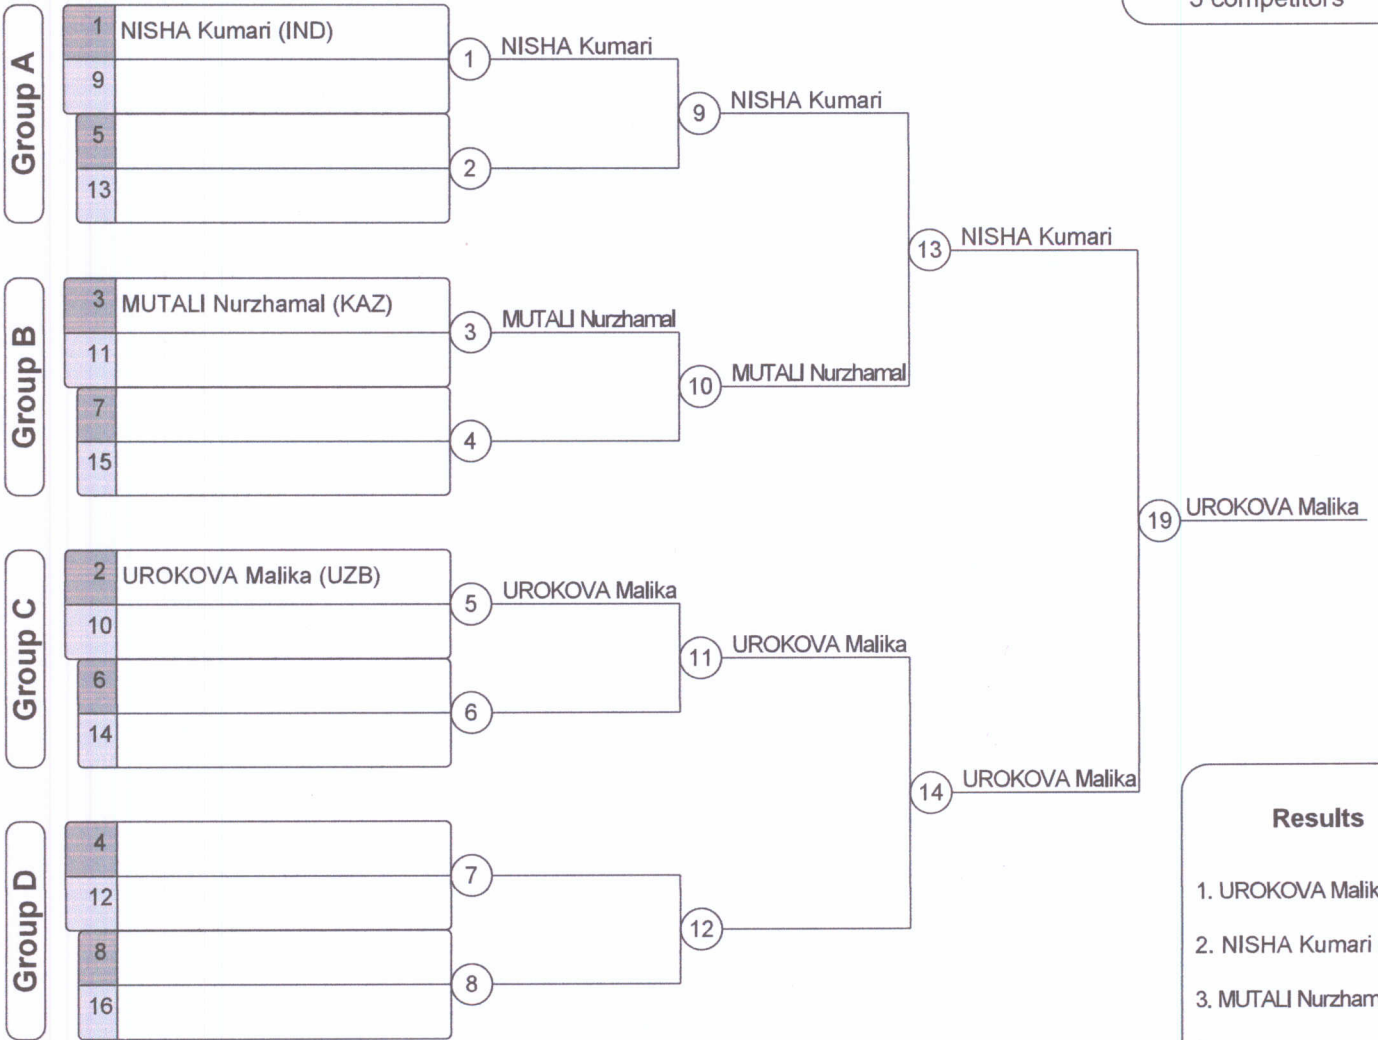 competitors
Group A
1 NISHA Kumari (IND)
9
5
13
1 NISHA Kumari
2
9 NISHA Kumari
Group B
3 MUTALI Nurzhamal (KAZ)
11
7
15
3 MUTALI Nurzhamal
4
10 MUTALI Nurzhamal
13 NISHA Kumari
Group C
2 UROKOVA Malika (UZB)
10
6
14
5 UROKOVA Malika
6
11 UROKOVA Malika
Group D
4
12
8
16
7
8
12
14 UROKOVA Malika
19 UROKOVA Malika
Results
1. UROKOVA Malik
2. NISHA Kumari
3. MUTALI Nurzham